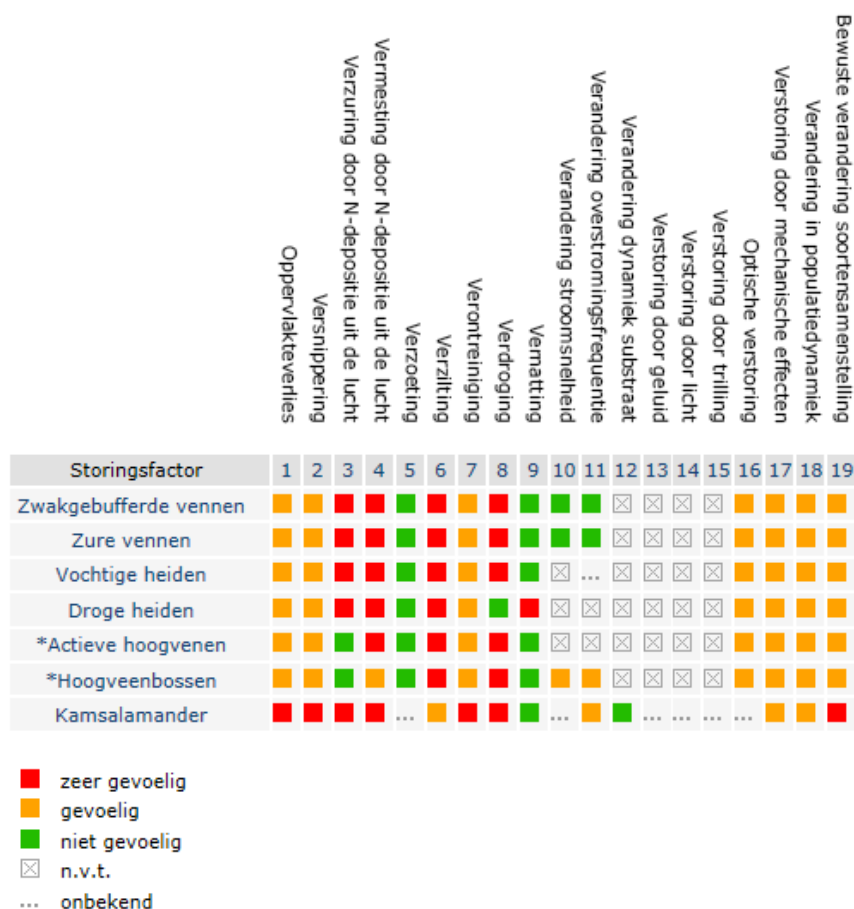 Oppervlakteverlies
Versnippering
Verzuring door N-depositie uit de lucht
Vermesting door N-depositie uit de lucht
Verzoeting
Verzilting
Verontreiniging
Verdroging
Vernatting
Verandering stroomsnelheid
Verandering overstromingsfrequentie
Verandering dynamiek substraat
Verstoring door geluid
Verstoring door licht
Verstoring door trilling
Optische verstoring
Verstoring door mechanische effecten
Verandering in populatiedynamiek
Bewuste verandering soortensamenstelling
Storingsfactor 1 2 3 4 5 6 7 8 9 10 11 12 13 14 15 16 17 18 19
Zwakgebufferde vennen
Zure vennen
Vochtige heiden ...
Droge heiden
*Actieve hoogvenen
*Hoogveenbossen
Kamsalamander ... ... ... ... ... ...
zeer gevoelig
gevoelig
niet gevoelig
n.v.t.
... onbekend